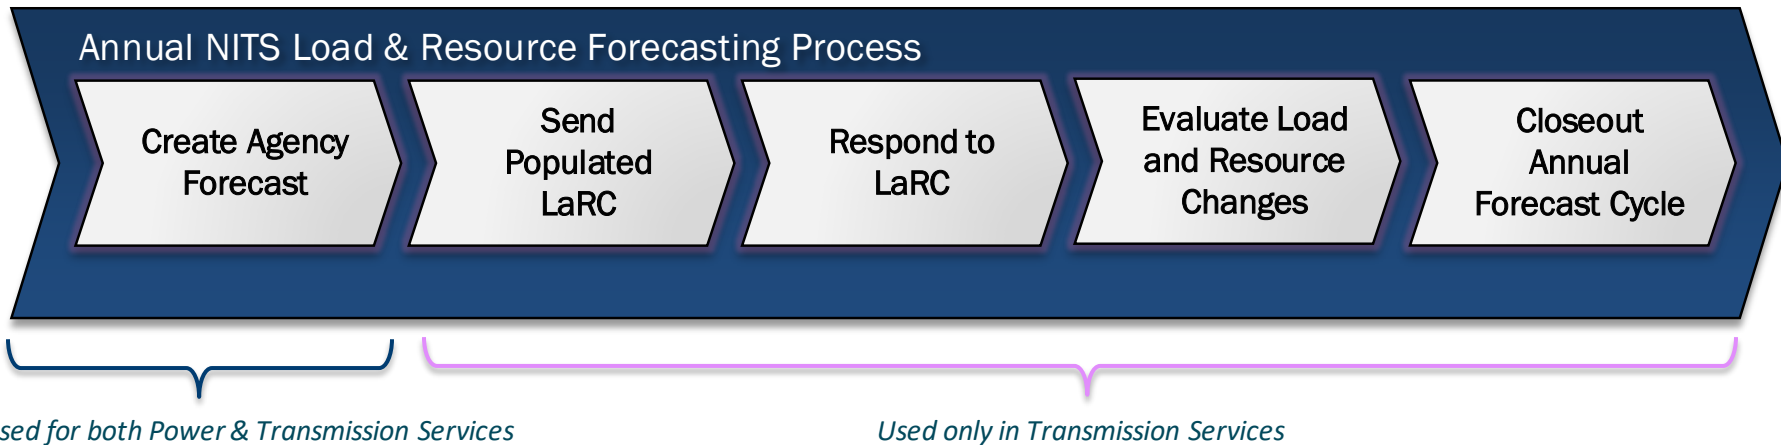 Annual NITS Load & Resource Forecasting Process
Create Agency
Forecast
Send
Populated
LaRC
Respond to
LaRC
Evaluate Load
and Resource
Changes
Closeout
Annual
Forecast Cycle
sed for both Power & Transmission Services
Used only in Transmission Services